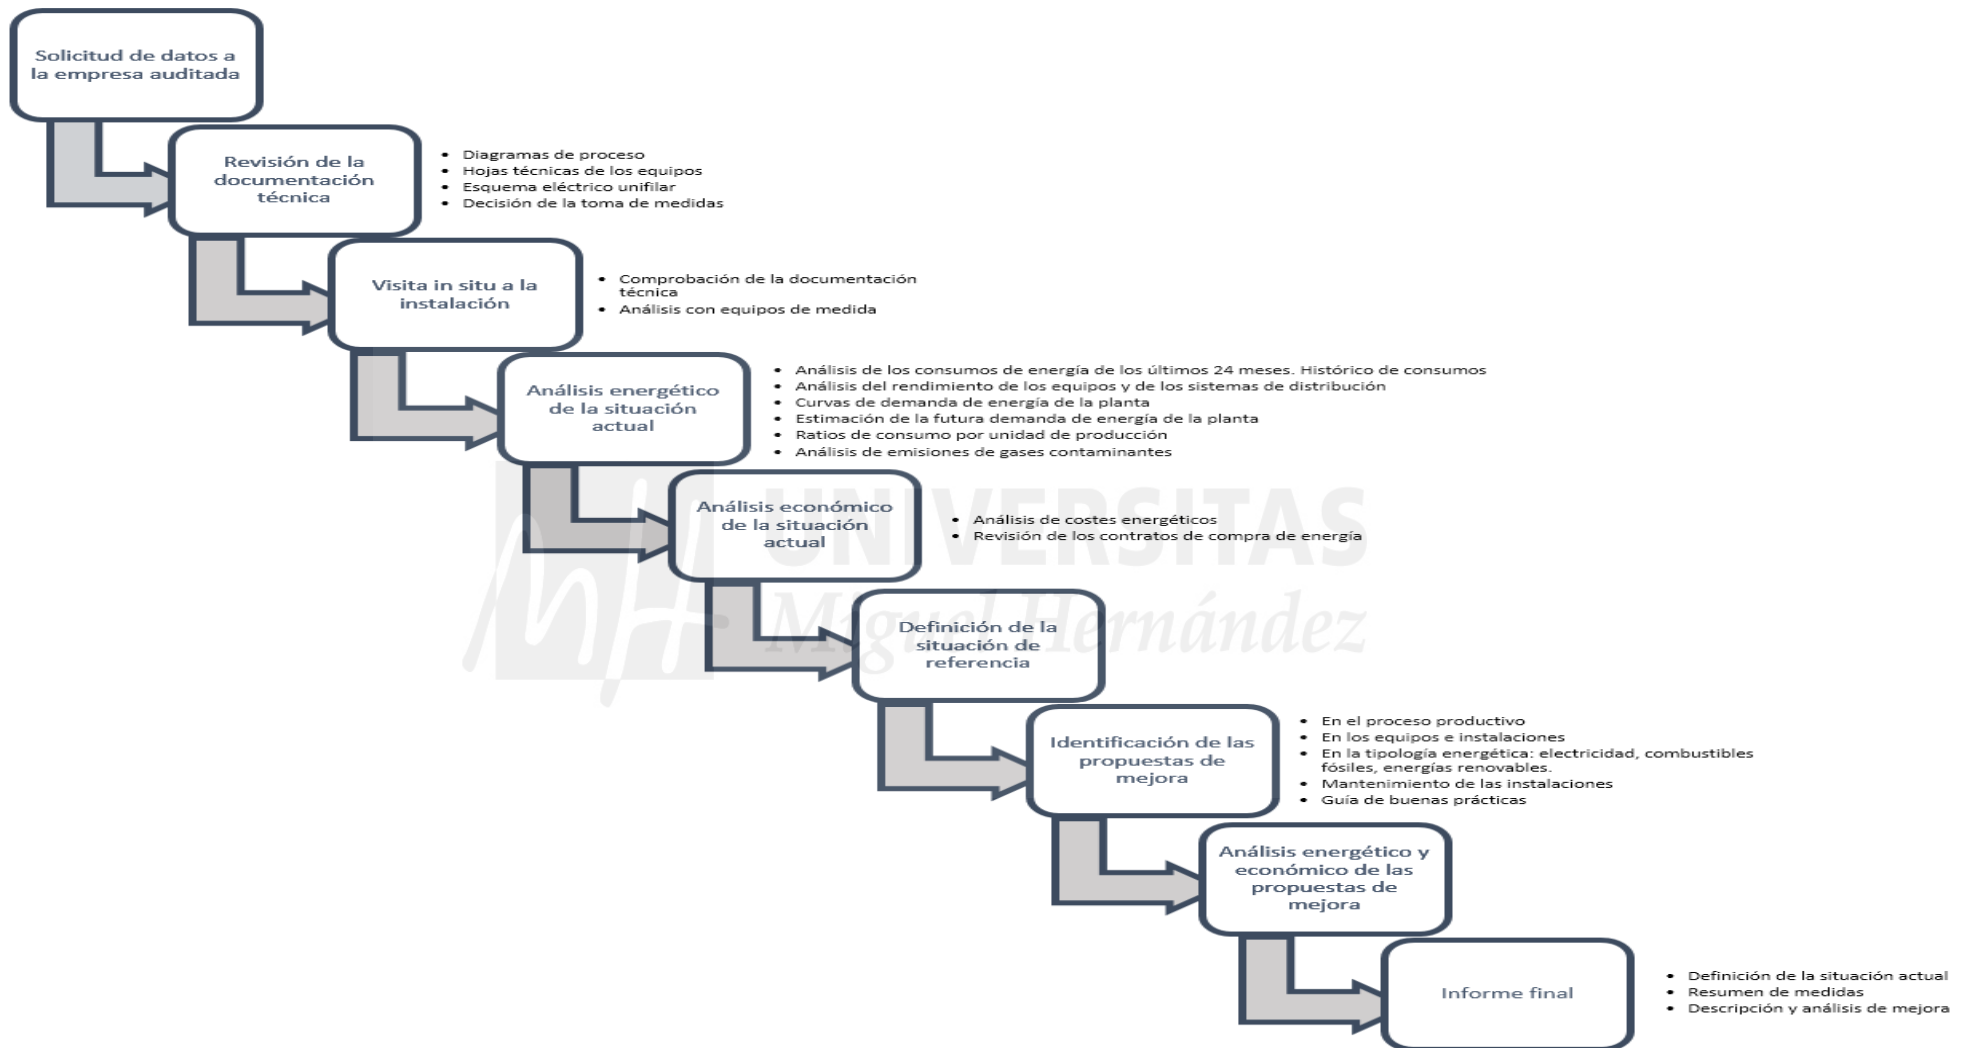 Solicitud de datos a
la empresa auditada
Revisión de la
documentación
técnica
• Diagramas de proceso
• Hojas técnicas de los equipos
• Esquema eléctrico unifilar
• Decisión de la toma de medidas
Visita in situ a la
instalación
• Comprobación de la documentación
técnica
• Análisis con equipos de medida
Análisis energético
de la situación
actual
• Análisis de los consumos de energía de los últimos 24 meses. Histórico de consumos
• Análisis del rendimiento de los equipos y de los sistemas de distribución
• Curvas de demanda de energía de la planta
• Estimación de la futura demanda de energía de la planta
• Ratios de consumo por unidad de producción
• Análisis de emisiones de gases contaminantes
Análisis económico
de la situación
actual
• Análisis de costes energéticos
• Revisión de los contratos de compra de energía
UNIVERSITAS
Miguel Hernández
Definición de la
situación de
referencia
Identificación de las
propuestas de
mejora
• En el proceso productivo
• En los equipos e instalaciones
• En la tipología energética: electricidad, combustibles
fósiles, energías renovables.
• Mantenimiento de las instalaciones
• Guía de buenas prácticas
Análisis energético y
económico de las
propuestas de
mejora
Informe final
• Definición de la situación actual
• Resumen de medidas
• Descripción y análisis de mejora